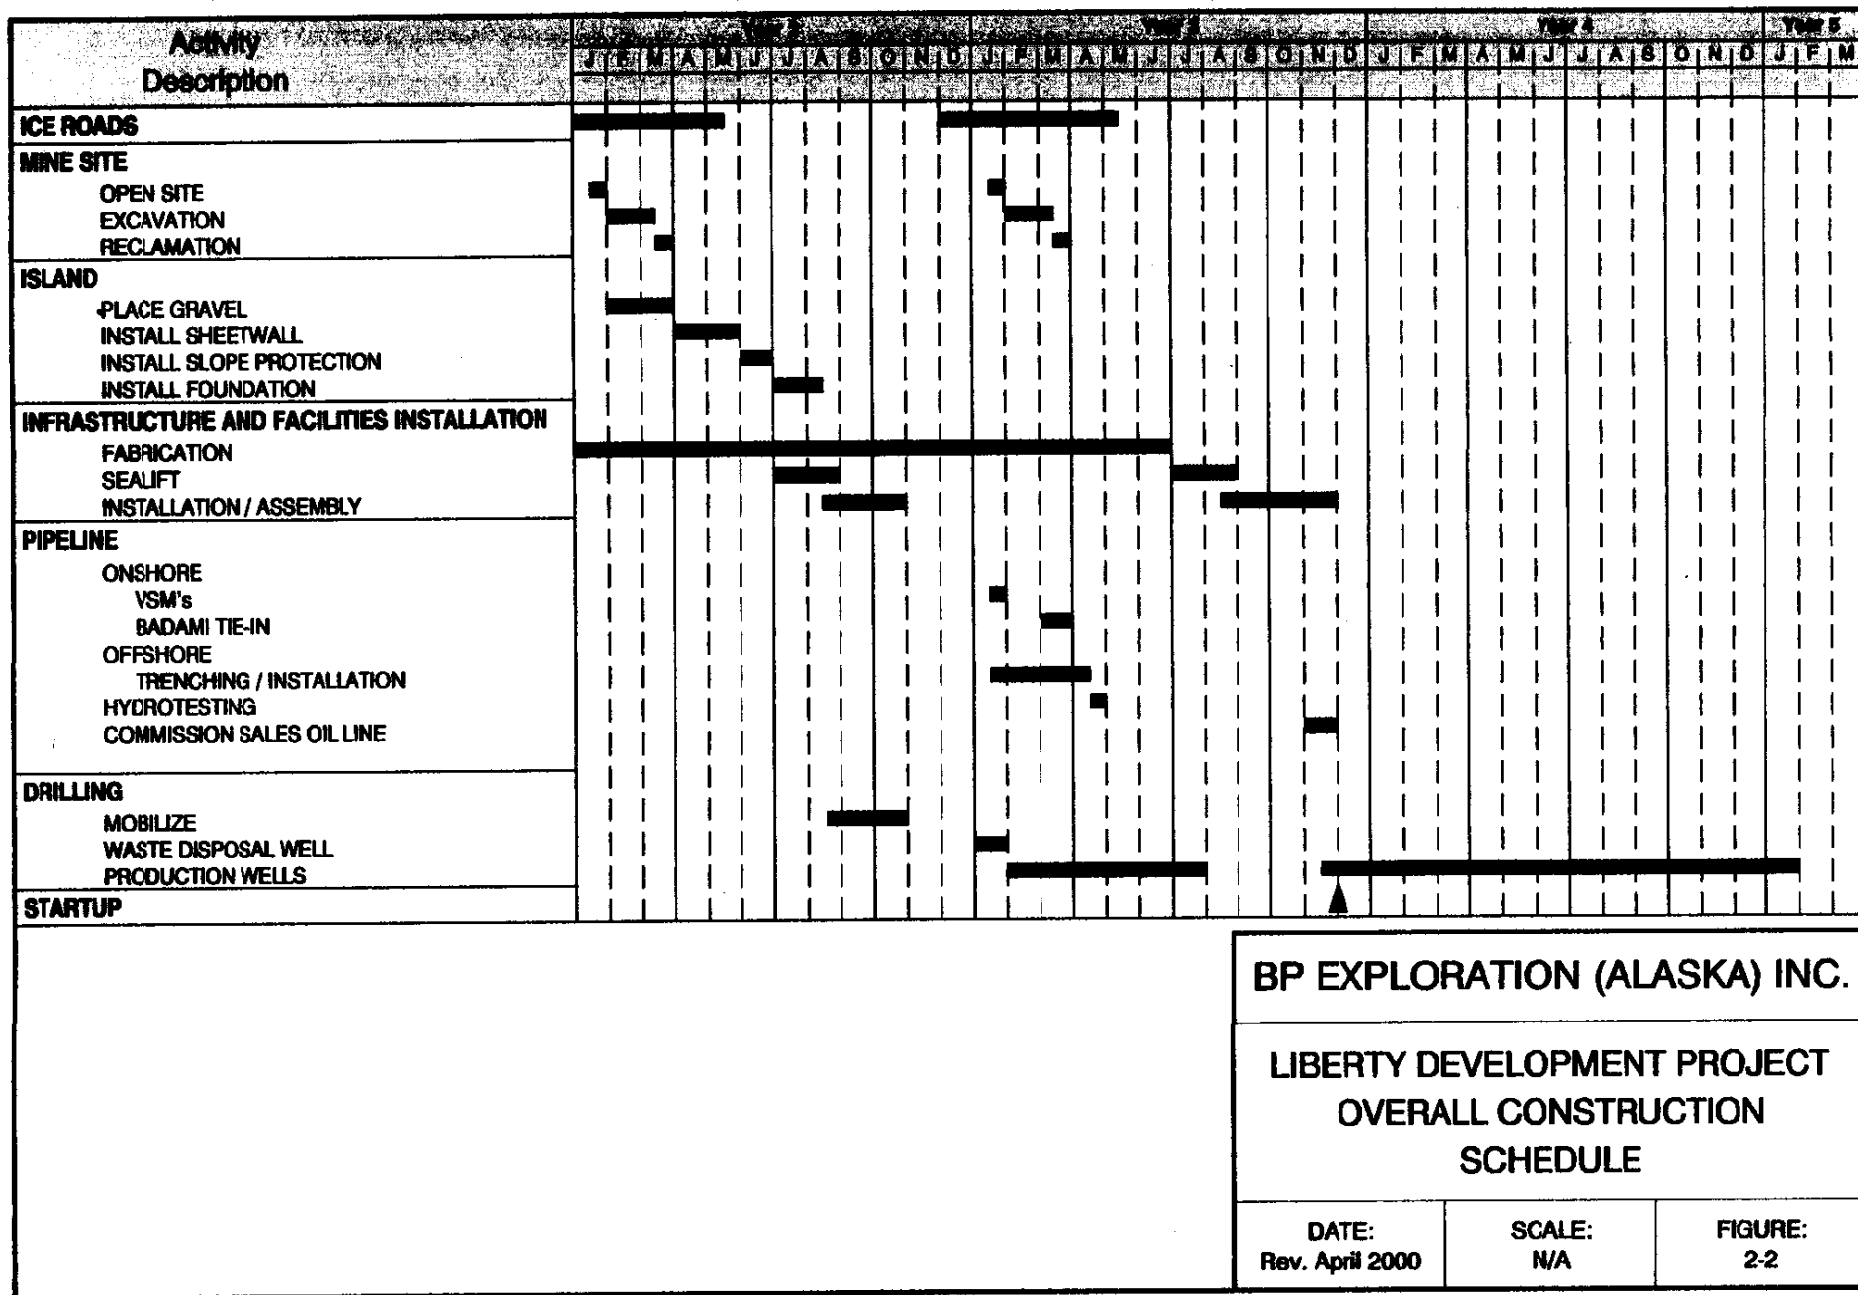 Activity
Description
Year 2 Year 3 Year 4 Year 5
J F M A M J J A S O N D J F M A M J J A S O N D J F M A M J J A S O N D J F M
ICE ROADS
MINE SITE
OPEN SITE
EXCAVATION
RECLAMATION
ISLAND
PLACE GRAVEL
INSTALL SHEETWALL
INSTALL SLOPE PROTECTION
INSTALL FOUNDATION
INFRASTRUCTURE AND FACILITIES INSTALLATION
FABRICATION
SEALIFT
INSTALLATION / ASSEMBLY
PIPELINE
ONSHORE
VSM's
BADAMI TIE-IN
OFFSHORE
TRENCHING / INSTALLATION
HYDROTESTING
COMMISSION SALES OIL LINE
DRILLING
MOBILIZE
WASTE DISPOSAL WELL
PRODUCTION WELLS
STARTUP
BP EXPLORATION (ALASKA) INC.
LIBERTY DEVELOPMENT PROJECT
OVERALL CONSTRUCTION
SCHEDULE
DATE: SCALE: FIGURE:
Rev. April 2000 N/A 2-2